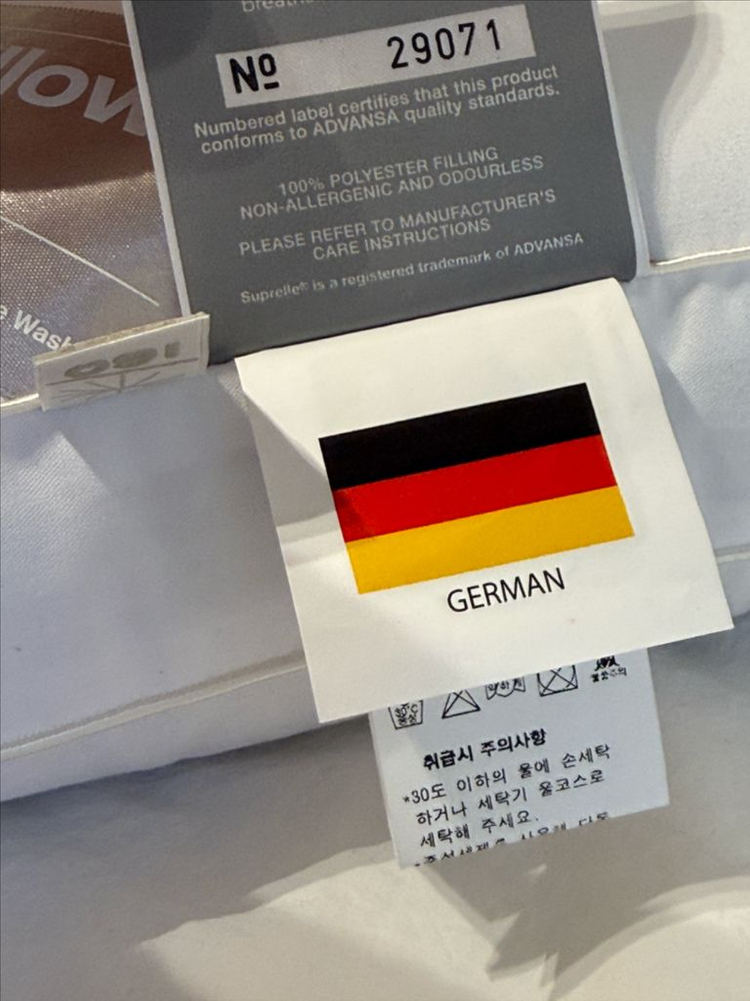 Nº 29071
Numbered label certifies that this product
conforms to ADVANSA quality standards.
100% POLYESTER FILLING
NON-ALLERGENIC AND ODOURLESS
PLEASE REFER TO MANUFACTURER'S
CARE INSTRUCTIONS
Suprelle® is a registered trademark of ADVANSA
GERMAN
취급시 주의사항
*30도 이하의 물에 손세탁
하거나 세탁기 울코스로
세탁해 주세요.